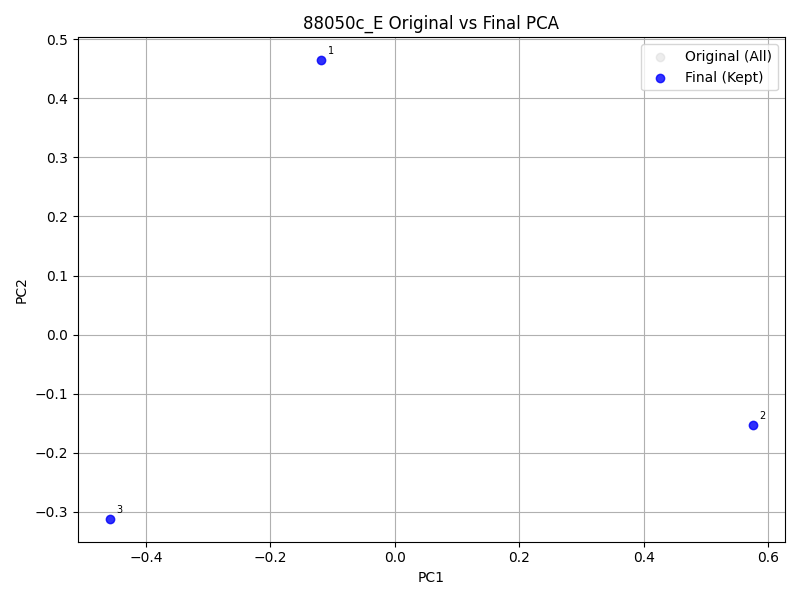 88050c_E Original vs Final PCA
Original (All)
Final (Kept)
1
2
3
PC2
0.5
0.4
0.3
0.2
0.1
0.0
−0.1
−0.2
−0.3
−0.4 −0.2 0.0 0.2 0.4 0.6
PC1